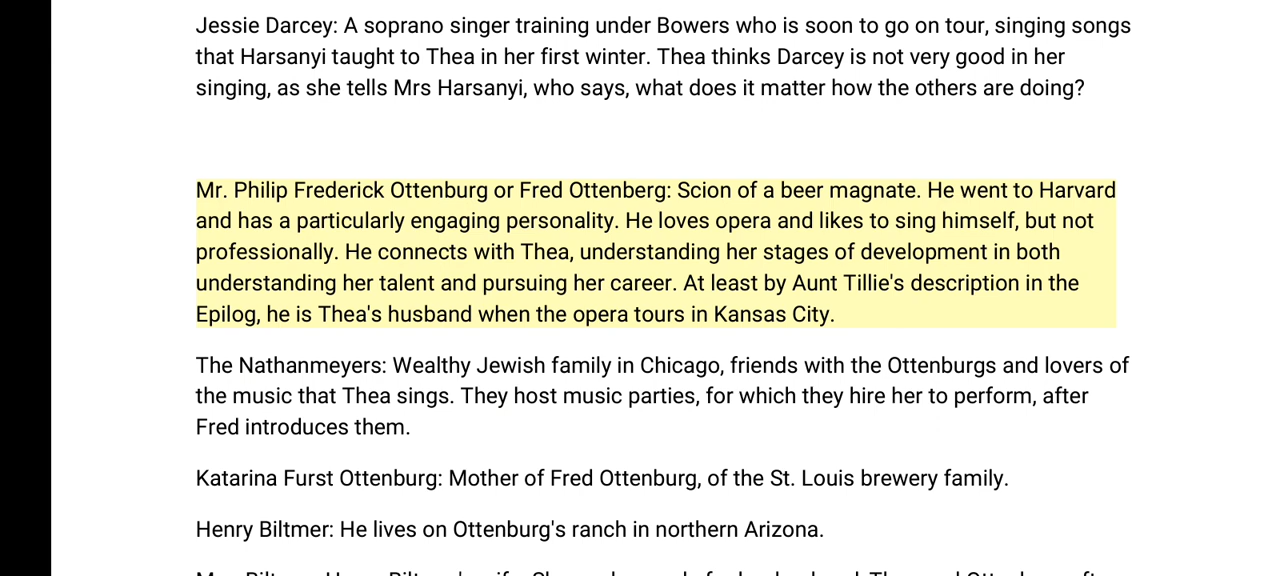 Jessie Darcey: A soprano singer training under Bowers who is soon to go on tour, singing songs
that Harsanyi taught to Thea in her first winter. Thea thinks Darcey is not very good in her
singing, as she tells Mrs Harsanyi, who says, what does it matter how the others are doing?
Mr. Philip Frederick Ottenburg or Fred Ottenberg: Scion of a beer magnate. He went to Harvard
and has a particularly engaging personality. He loves opera and likes to sing himself, but not
professionally. He connects with Thea, understanding her stages of development in both
understanding her talent and pursuing her career. At least by Aunt Tillie's description in the
Epilog, he is Thea's husband when the opera tours in Kansas City.
The Nathanmeyers: Wealthy Jewish family in Chicago, friends with the Ottenburgs and lovers of
the music that Thea sings. They host music parties, for which they hire her to perform, after
Fred introduces them.
Katarina Furst Ottenburg: Mother of Fred Ottenburg, of the St. Louis brewery family.
Henry Biltmer: He lives on Ottenburg's ranch in northern Arizona.